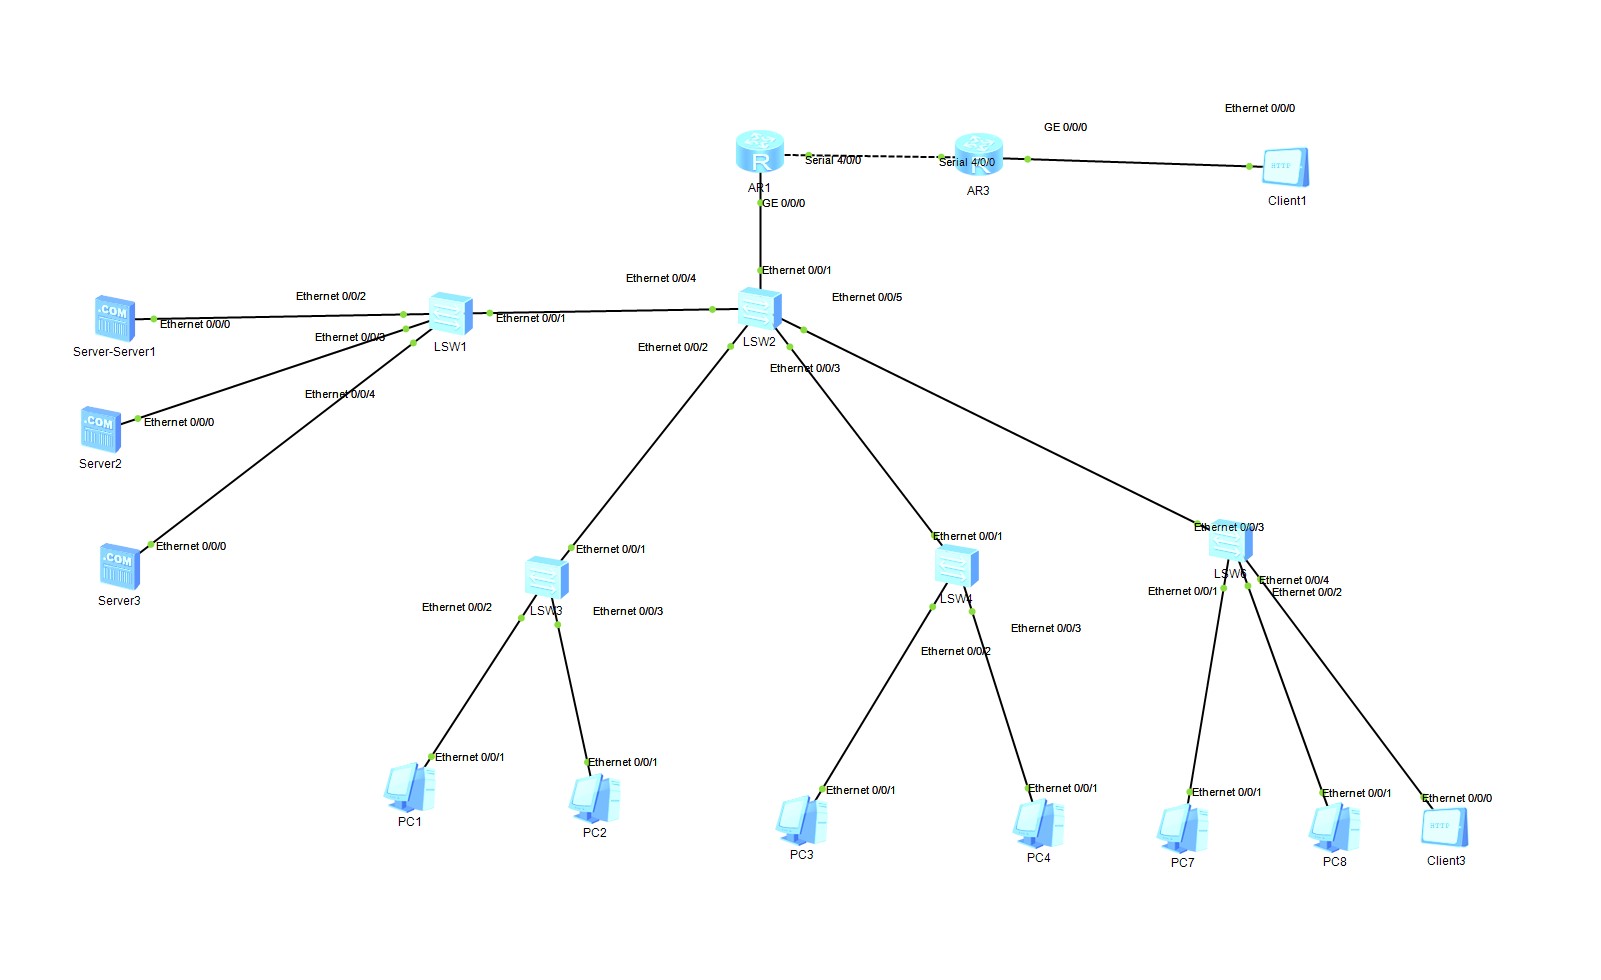 Ethernet 0/0/0
GE 0/0/0
R
Serial 4/0/0
Serial 4/0/0
HTTP
AR1
AR3
Client1
GE 0/0/0
Ethernet 0/0/1
Ethernet 0/0/4
Ethernet 0/0/5
Ethernet 0/0/2
.COM
Ethernet 0/0/0
Ethernet 0/0/1
Server-Server1
Ethernet 0/0/3
LSW1
LSW2
Ethernet 0/0/2
Ethernet 0/0/3
Ethernet 0/0/4
.COM
Ethernet 0/0/0
Server2
Ethernet 0/0/0
.COM
Server3
Ethernet 0/0/1
Ethernet 0/0/1
Ethernet 0/0/3
LSW6
Ethernet 0/0/4
Ethernet 0/0/1
Ethernet 0/0/2
Ethernet 0/0/2
LSW3
Ethernet 0/0/3
LSW4
Ethernet 0/0/3
Ethernet 0/0/2
Ethernet 0/0/1
Ethernet 0/0/1
Ethernet 0/0/1
Ethernet 0/0/1
Ethernet 0/0/1
Ethernet 0/0/1
Ethernet 0/0/0
HTTP
PC1
PC2
PC3
PC4
PC7
PC8
Client3